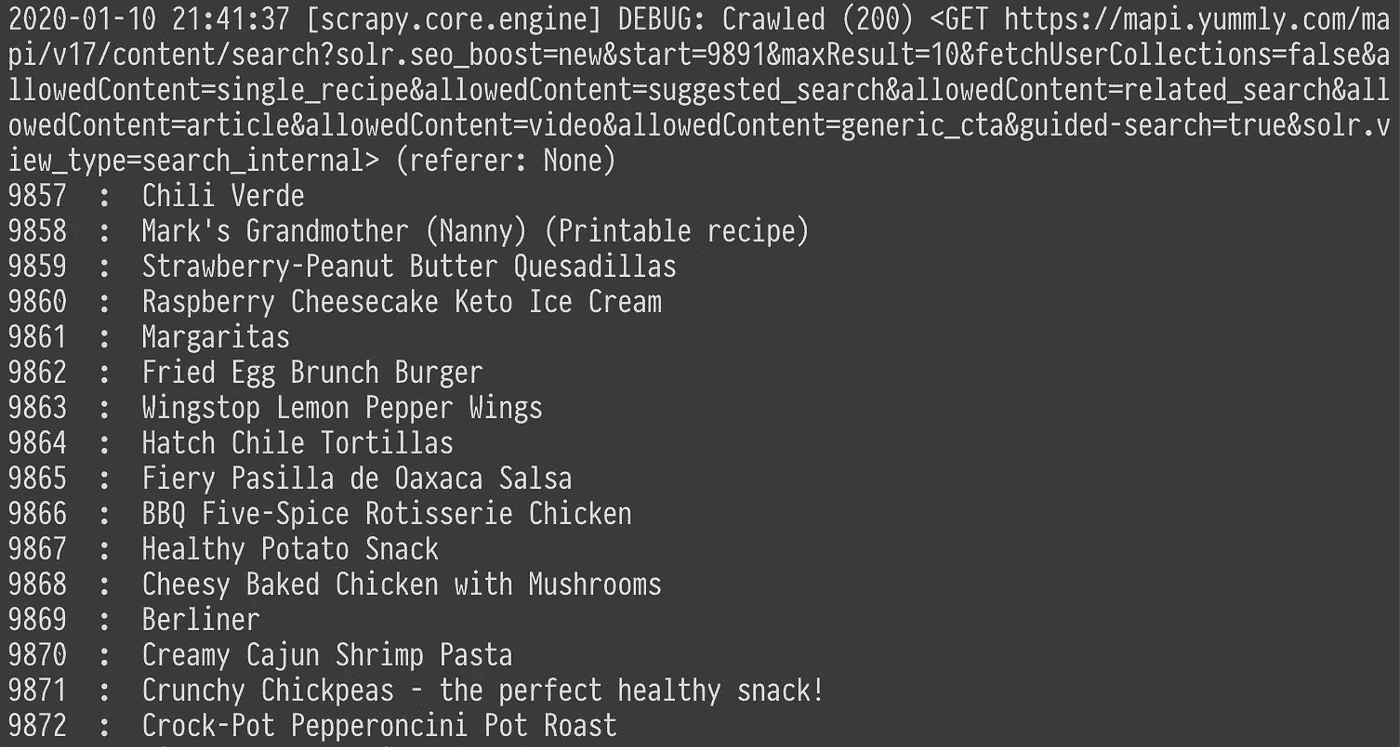 2020-01-10 21:41:37 [scrapy.core.engine] DEBUG: Crawled (200) <GET https://mapi.yummly.com/ma
pi/v17/content/search?solr.seo_boost=new&start=9891&maxResult=10&fetchUserCollections=false&a
llowedContent=single_recipe&allowedContent=suggested_search&allowedContent=related_search&all
owedContent=article&allowedContent=video&allowedContent=generic_cta&guided-search=true&solr.v
iew_type=search_internal> (referer: None)
9857 : Chili Verde
9858 : Mark's Grandmother (Nanny) (Printable recipe)
9859 : Strawberry-Peanut Butter Quesadillas
9860 : Raspberry Cheesecake Keto Ice Cream
9861 : Margaritas
9862 : Fried Egg Brunch Burger
9863 : Wingstop Lemon Pepper Wings
9864 : Hatch Chile Tortillas
9865 : Fiery Pasilla de Oaxaca Salsa
9866 : BBQ Five-Spice Rotisserie Chicken
9867 : Healthy Potato Snack
9868 : Cheesy Baked Chicken with Mushrooms
9869 : Berliner
9870 : Creamy Cajun Shrimp Pasta
9871 : Crunchy Chickpeas - the perfect healthy snack!
9872 : Crock-Pot Pepperoncini Pot Roast